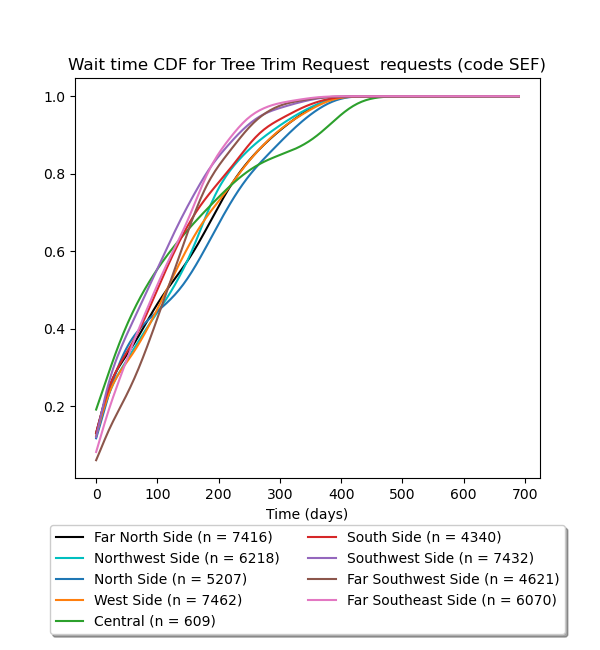 Wait time CDF for Tree Trim Request  requests (code SEF)
1.0
0.8
0.6
0.4
0.2
0 100 200 300 400 500 600 700
Time (days)
Far North Side (n = 7416)
Northwest Side (n = 6218)
North Side (n = 5207)
West Side (n = 7462)
Central (n = 609)
South Side (n = 4340)
Southwest Side (n = 7432)
Far Southwest Side (n = 4621)
Far Southeast Side (n = 6070)